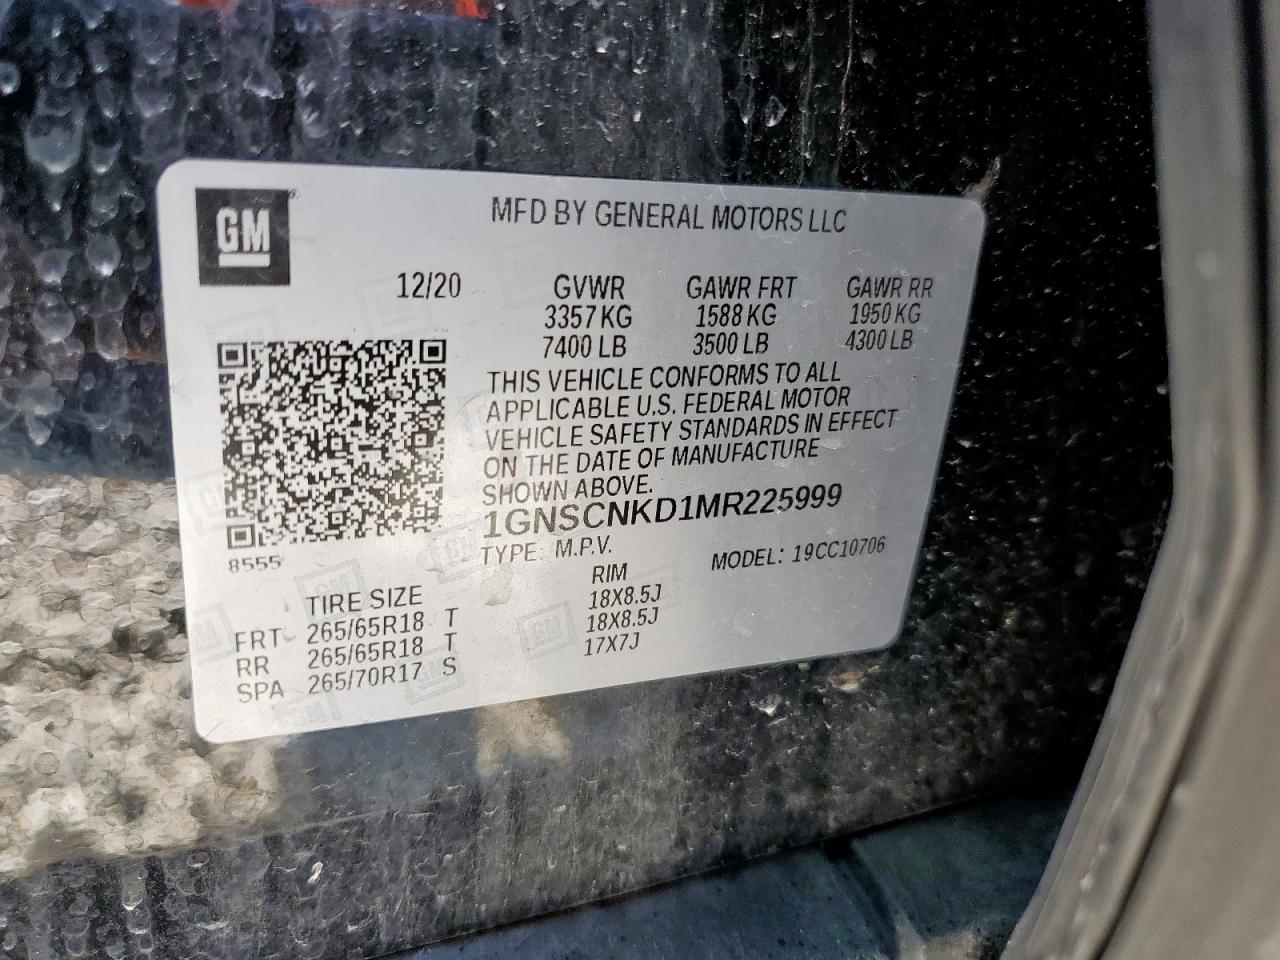 GM
MFD BY GENERAL MOTORS LLC
12/20 GVWR GAWR FRT GAWR RR
3357 KG 1588 KG 1950 KG
7400 LB 3500 LB 4300 LB
THIS VEHICLE CONFORMS TO ALL
APPLICABLE U.S. FEDERAL MOTOR
VEHICLE SAFETY STANDARDS IN EFFECT
ON THE DATE OF MANUFACTURE
SHOWN ABOVE.
1GNSCNKD1MR225999
8555 TYPE: M.P.V. MODEL: 19CC10706
TIRE SIZE RIM
FRT 265/65R18 T 18X8.5J
RR 265/65R18 T 18X8.5J
SPA 265/70R17 S 17X7J